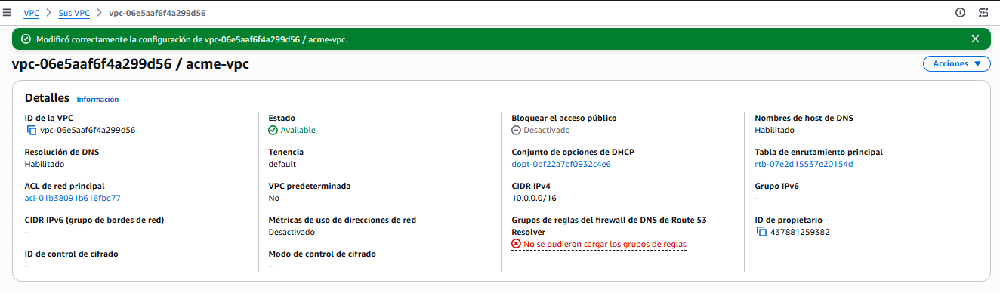 VPC > Sus VPC > vpc-06e5aaf6f4a299d56
Modificó correctamente la configuración de vpc-06e5aaf6f4a299d56 / acme-vpc.
vpc-06e5aaf6f4a299d56 / acme-vpc
Acciones
Detalles Información
ID de la VPC
vpc-06e5aaf6f4a299d56
Estado
Available
Bloquear el acceso público
Desactivado
Nombres de host de DNS
Habilitado
Resolución de DNS
Habilitado
Tenencia
default
Conjunto de opciones de DHCP
dopt-0bf22a7ef0932c4e6
Tabla de enrutamiento principal
rtb-07e2d15537e20154d
ACL de red principal
acl-01b38091b616fbe77
VPC predeterminada
No
CIDR IPv4
10.0.0.0/16
Grupo IPv6
–
CIDR IPv6 (grupo de bordes de red)
–
Métricas de uso de direcciones de red
Desactivado
Grupos de reglas del firewall de DNS de Route 53
Resolver
No se pudieron cargar los grupos de reglas
ID de propietario
437881259382
ID de control de cifrado
–
Modo de control de cifrado
–